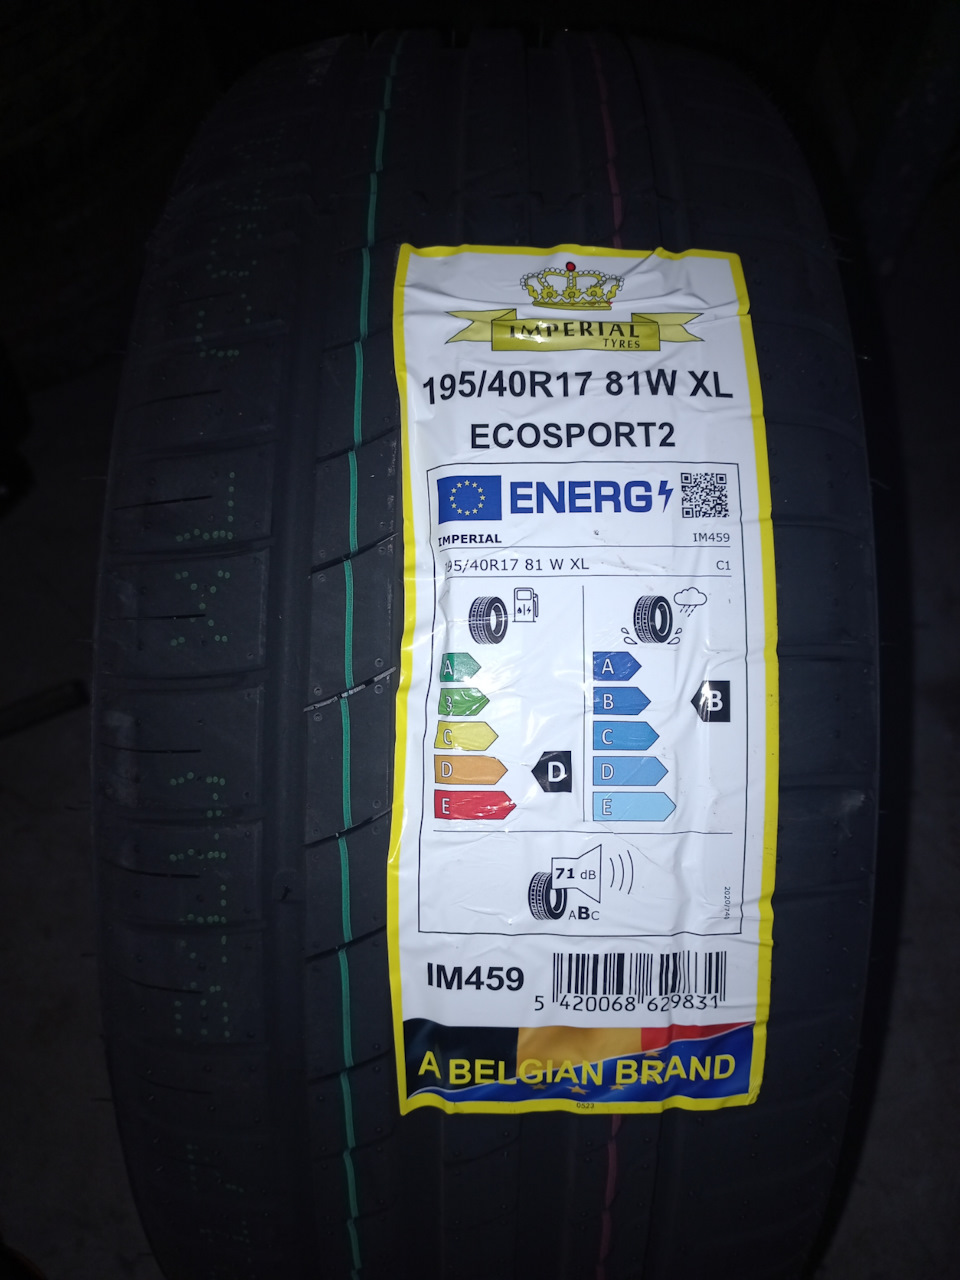 IMPERIAL
TYRES
195/40R17 81W XL
ECOSPORT2
ENERG
IMPERIAL IM459
195/40R17 81 W XL C1
A A
B B B
C C
D D D
E E
71 dB
ABC
2020/740
IM459
5 420068 629831
A BELGIAN BRAND
0523